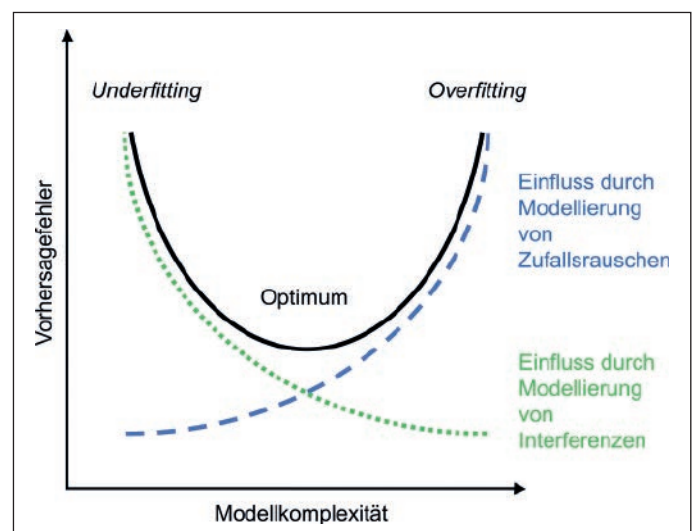 Underfitting
Overfitting
Vorhersagefehler
Optimum
Einfluss durch
Modellierung
von
Zufallsrauschen
Einfluss durch
Modellierung
von
Interferenzen
Modellkomplexität